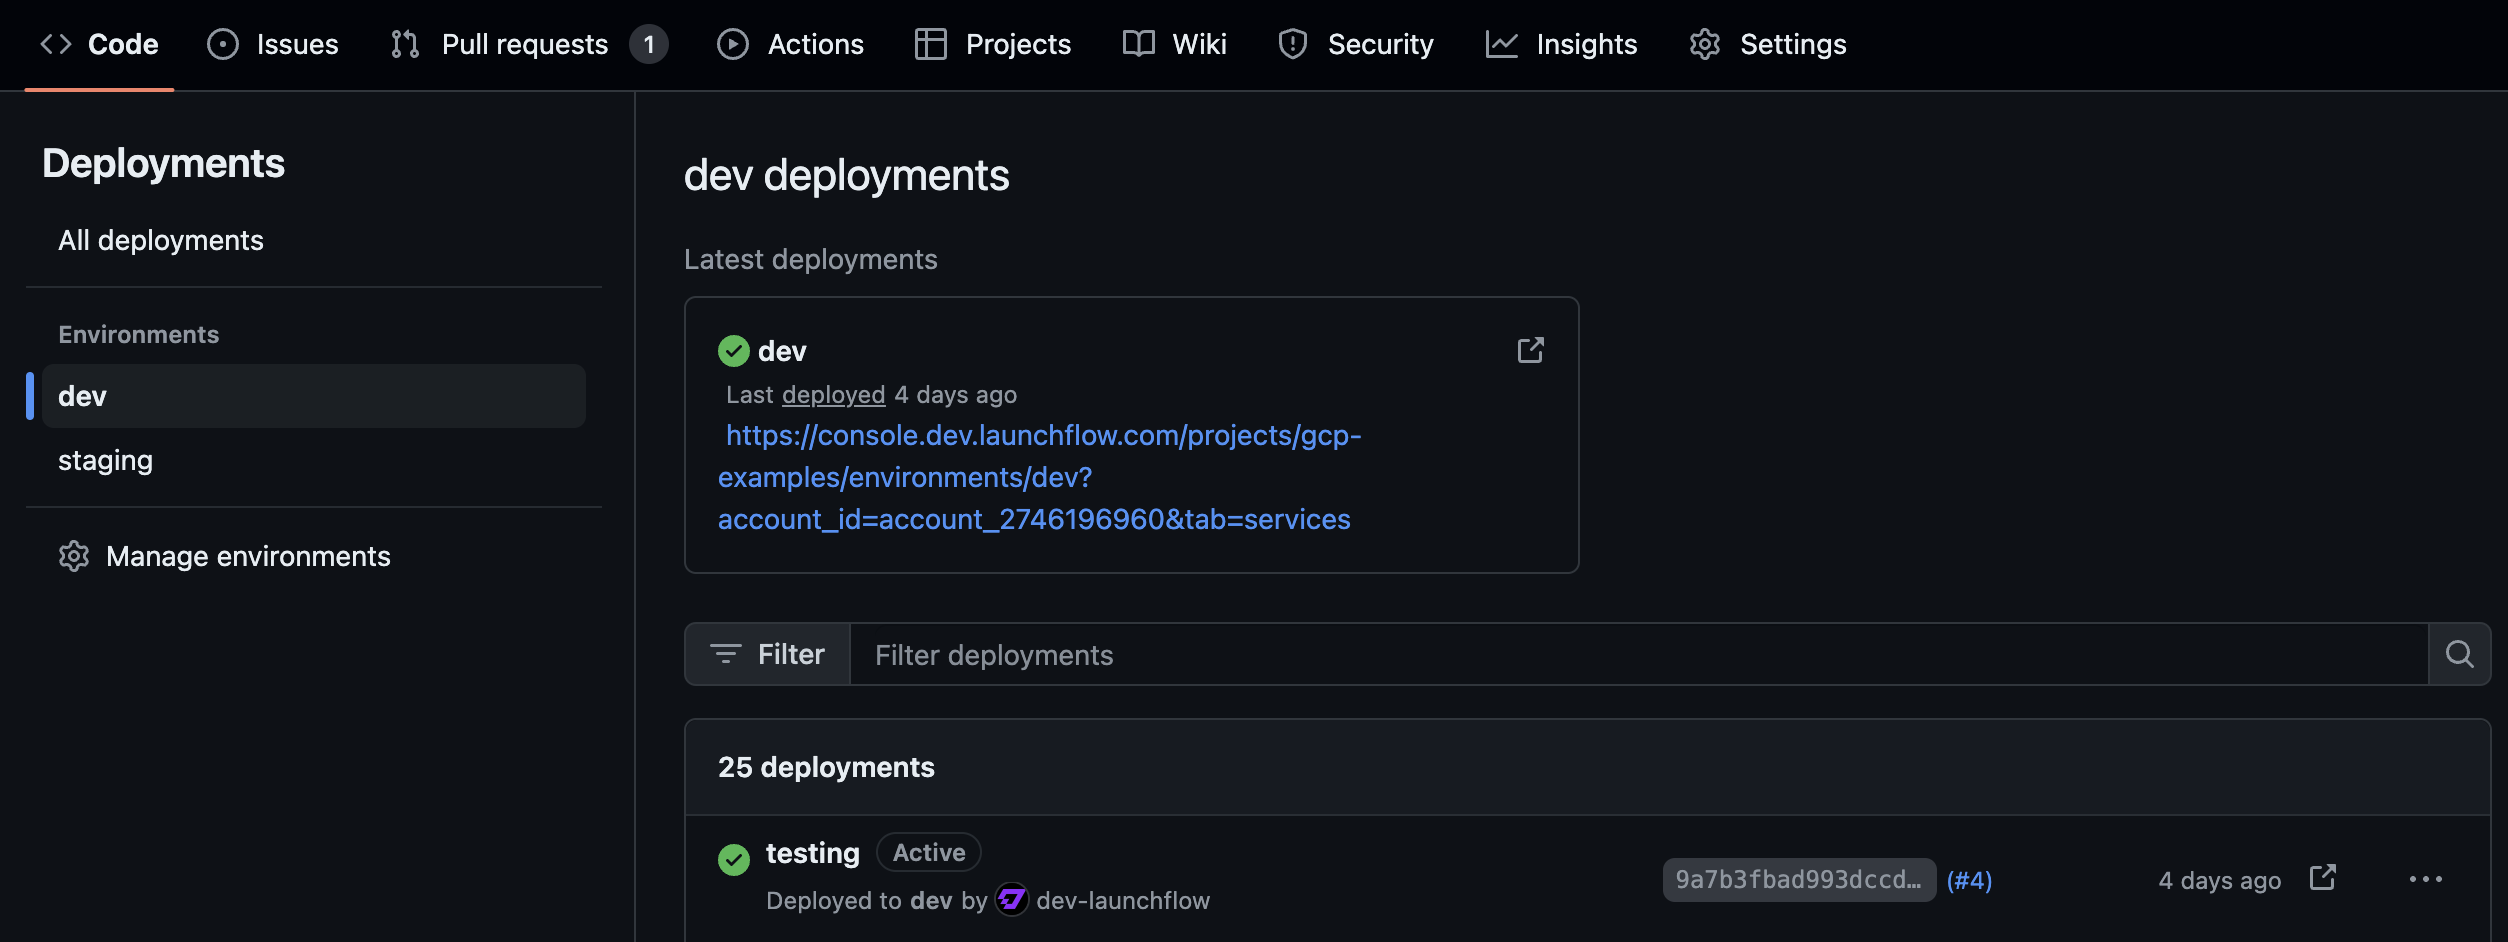 Code Issues Pull requests 1 Actions Projects Wiki Security Insights Settings
Deployments
All deployments
Environments
dev
staging
Manage environments
dev deployments
Latest deployments
dev
Last deployed 4 days ago
https://console.dev.launchflow.com/projects/gcp-
examples/environments/dev?
account_id=account_2746196960&tab=services
Filter Filter deployments
25 deployments
testing Active
Deployed to dev by dev-launchflow
9a7b3fbad993dccd… (#4) 4 days ago